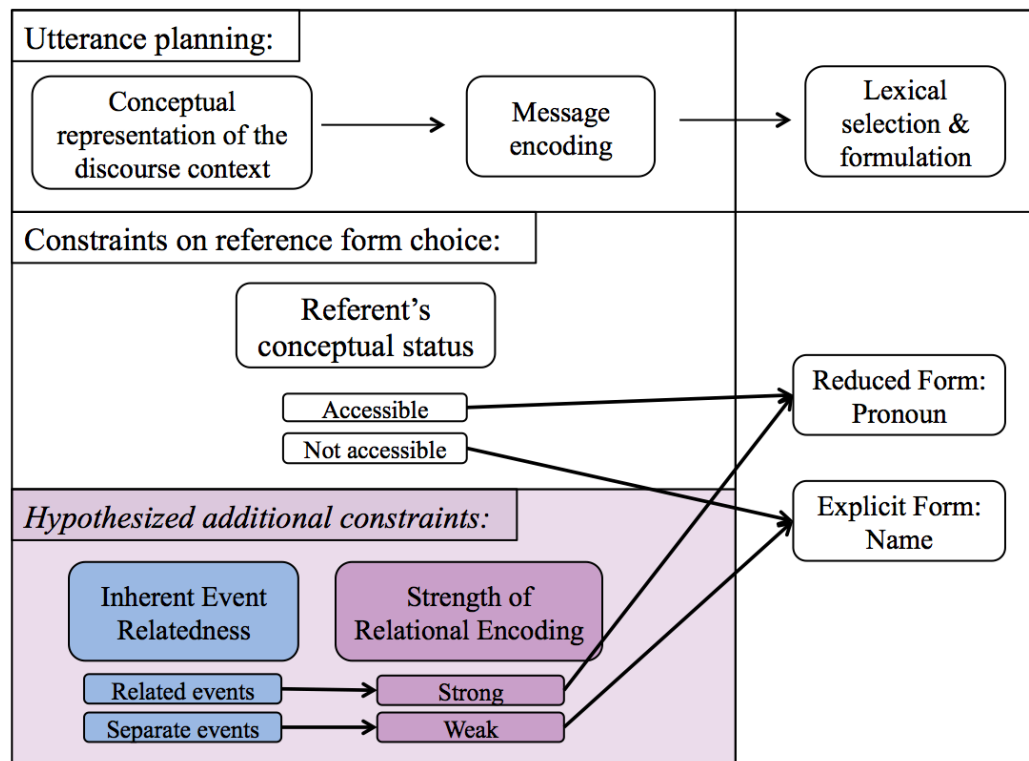 Utterance planning:
Conceptual
representation of the
discourse context
Message
encoding
Lexical
selection &
formulation
Constraints on reference form choice:
Referent’s
conceptual status
Accessible
Not accessible
Reduced Form:
Pronoun
Explicit Form:
Name
Hypothesized additional constraints:
Inherent Event
Relatedness
Strength of
Relational Encoding
Related events
Strong
Separate events
Weak